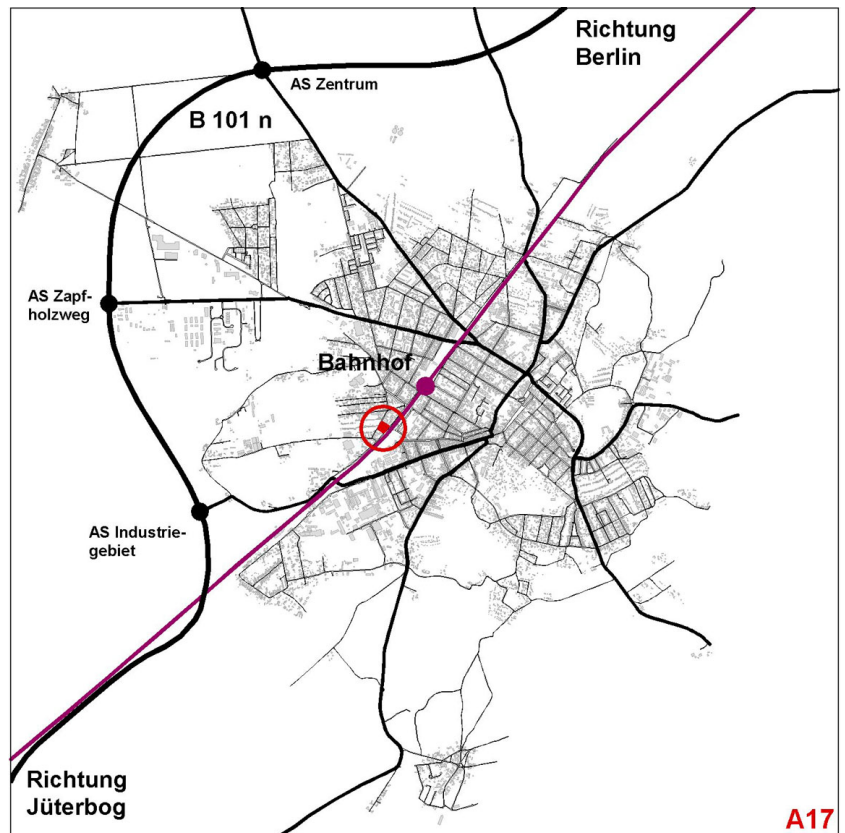 Richtung
Berlin
AS Zentrum
B 101 n
AS Zapf-
holzweg
Bahnhof
AS Industrie-
gebiet
Richtung
Jüterbog
A17